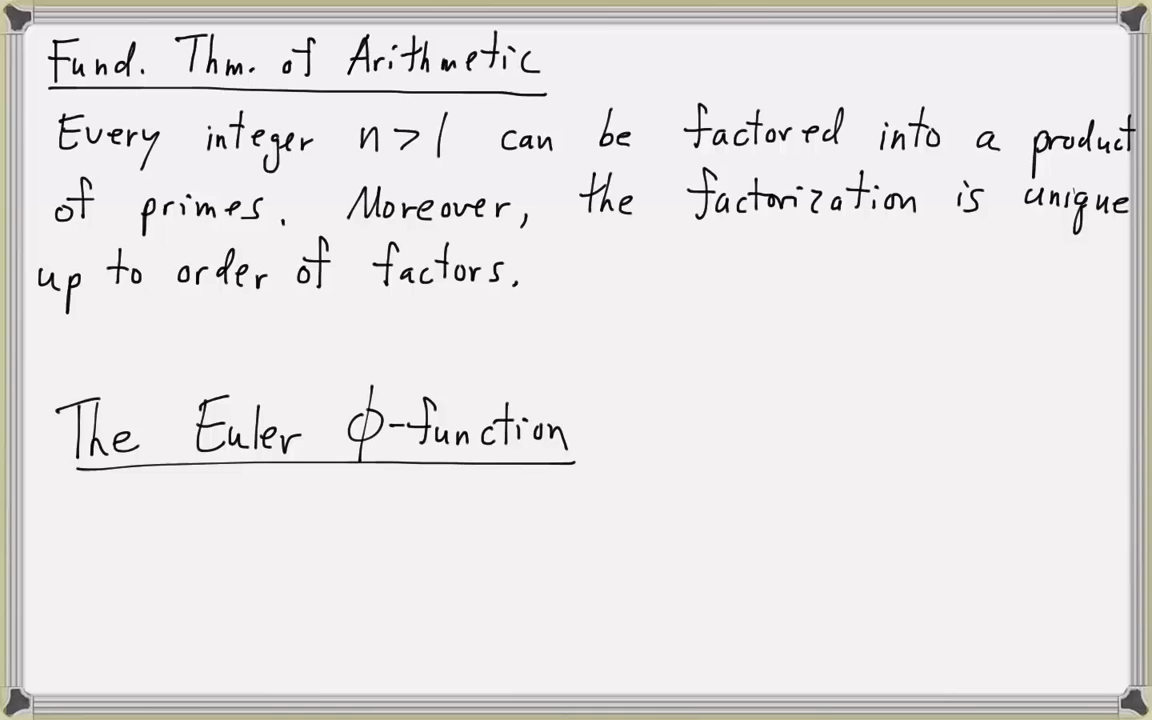 Fund. Thm. of Arithmetic
Every integer n > 1 can be factored into a product
of primes. Moreover, the factorization is unique
up to order of factors.
The Euler ϕ-function